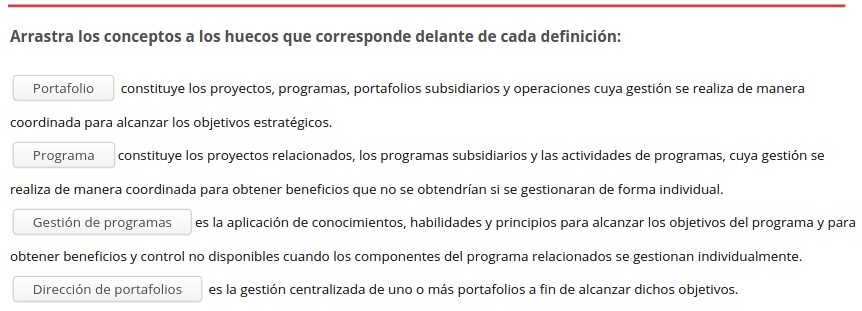 Arrastra los conceptos a los huecos que corresponde delante de cada definición:
Portafolio constituye los proyectos, programas, portafolios subsidiarios y operaciones cuya gestión se realiza de manera
coordinada para alcanzar los objetivos estratégicos.
Programa constituye los proyectos relacionados, los programas subsidiarios y las actividades de programas, cuya gestión se
realiza de manera coordinada para obtener beneficios que no se obtendrían si se gestionaran de forma individual.
Gestión de programas es la aplicación de conocimientos, habilidades y principios para alcanzar los objetivos del programa y para
obtener beneficios y control no disponibles cuando los componentes del programa relacionados se gestionan individualmente.
Dirección de portafolios es la gestión centralizada de uno o más portafolios a fin de alcanzar dichos objetivos.